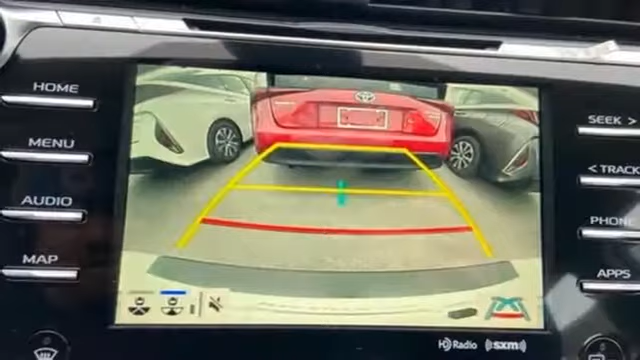 HOME
MENU
AUDIO
MAP
SEEK >
< TRACK
PHONE
APPS
HD Radio ((SXM))